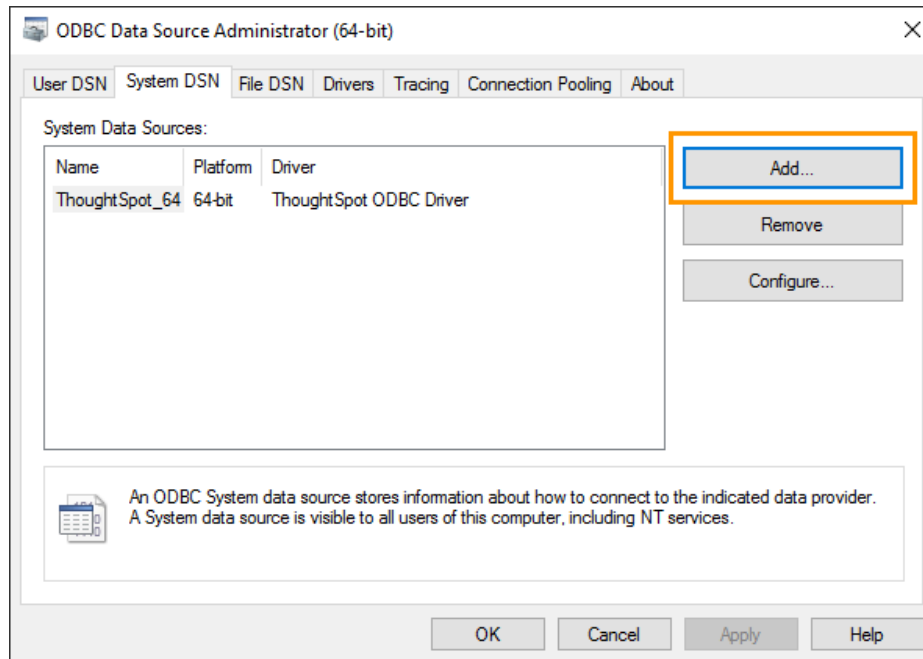 ODBC Data Source Administrator (64-bit)
User DSN System DSN File DSN Drivers Tracing Connection Pooling About
System Data Sources:
Name Platform Driver
ThoughtSpot_64 64-bit ThoughtSpot ODBC Driver
Add...
Remove
Configure...
An ODBC System data source stores information about how to connect to the indicated data provider.
A System data source is visible to all users of this computer, including NT services.
OK Cancel Apply Help